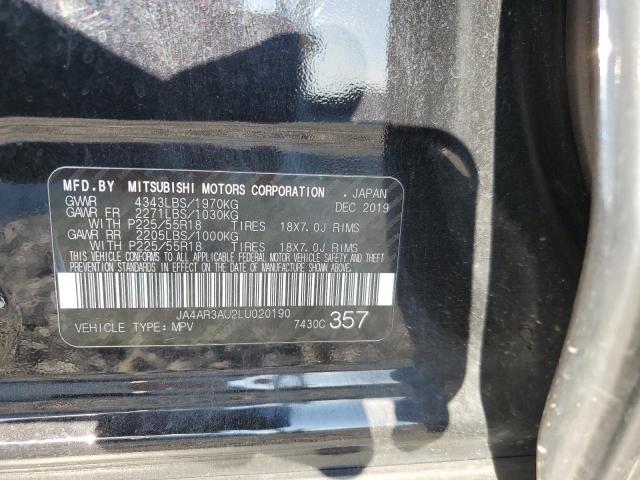 MFD.BY MITSUBISHI MOTORS CORPORATION . JAPAN
GVWR 4343LBS/1970KG DEC 2019
GAWR FR 2271LBS/1030KG
WITH P225/55R18 TIRES 18X7.0J RIMS
GAWR RR 2205LBS/1000KG
WITH P225/55R18 TIRES 18X7.0J RIMS
THIS VEHICLE CONFORMS TO ALL APPLICABLE FEDERAL MOTOR VEHICLE SAFETY AND THEFT
PREVENTION STANDARDS IN EFFECT ON THE DATE OF MANUFACTURE SHOWN ABOVE.
JA4AR3AU2LU020190
VEHICLE TYPE: MPV 7430C 357